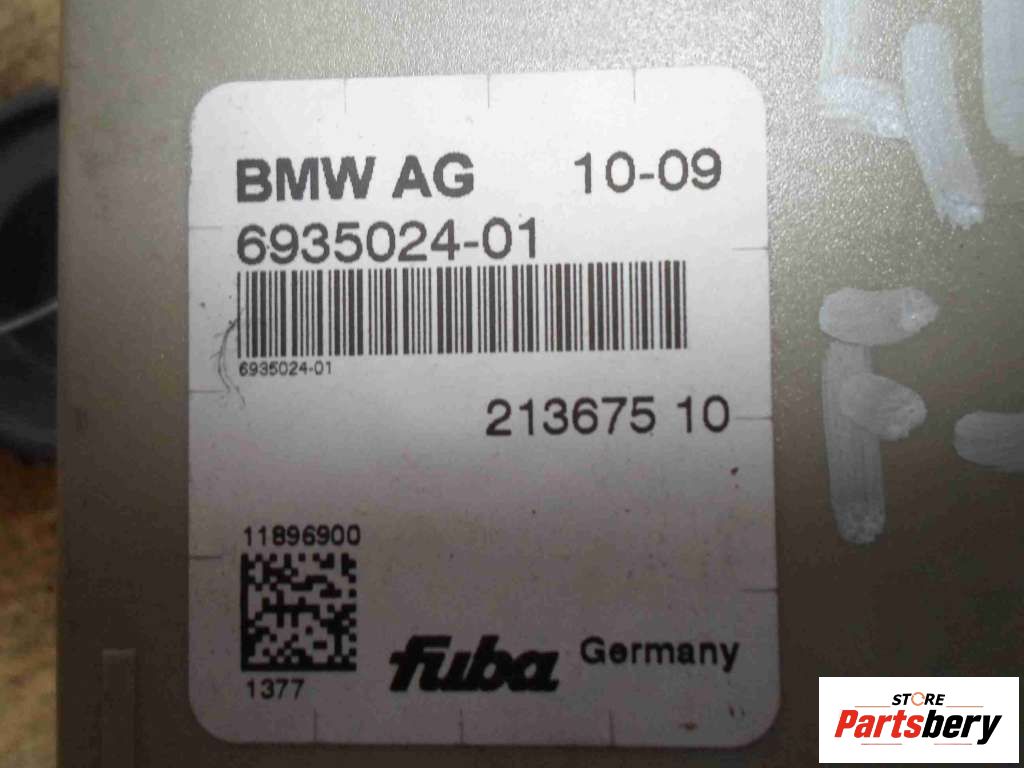 BMW AG 10-09
6935024-01
6935024-01
213675 10
11896900
1377
fuba Germany
STORE
Partsbery